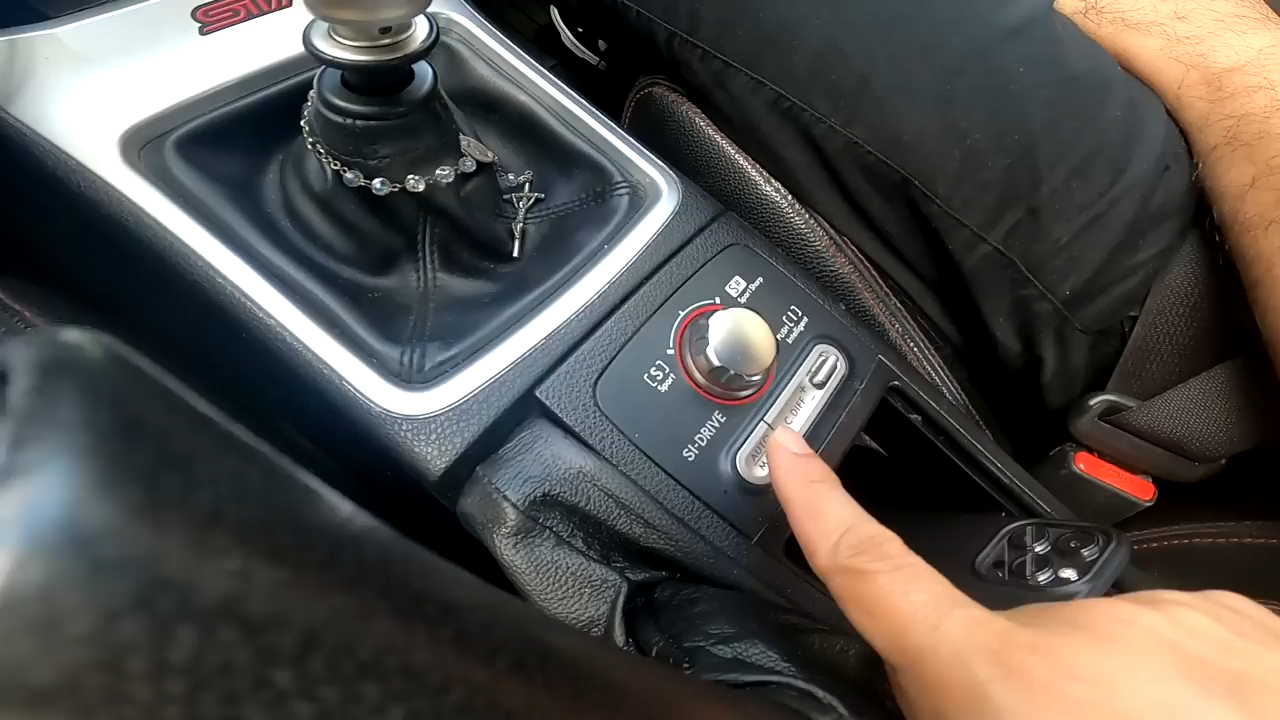 STI
S#
Sport Sharp
PUSH [I]
Intelligent
[S]
Sport
SI-DRIVE
C.DIFF + -
AUTO